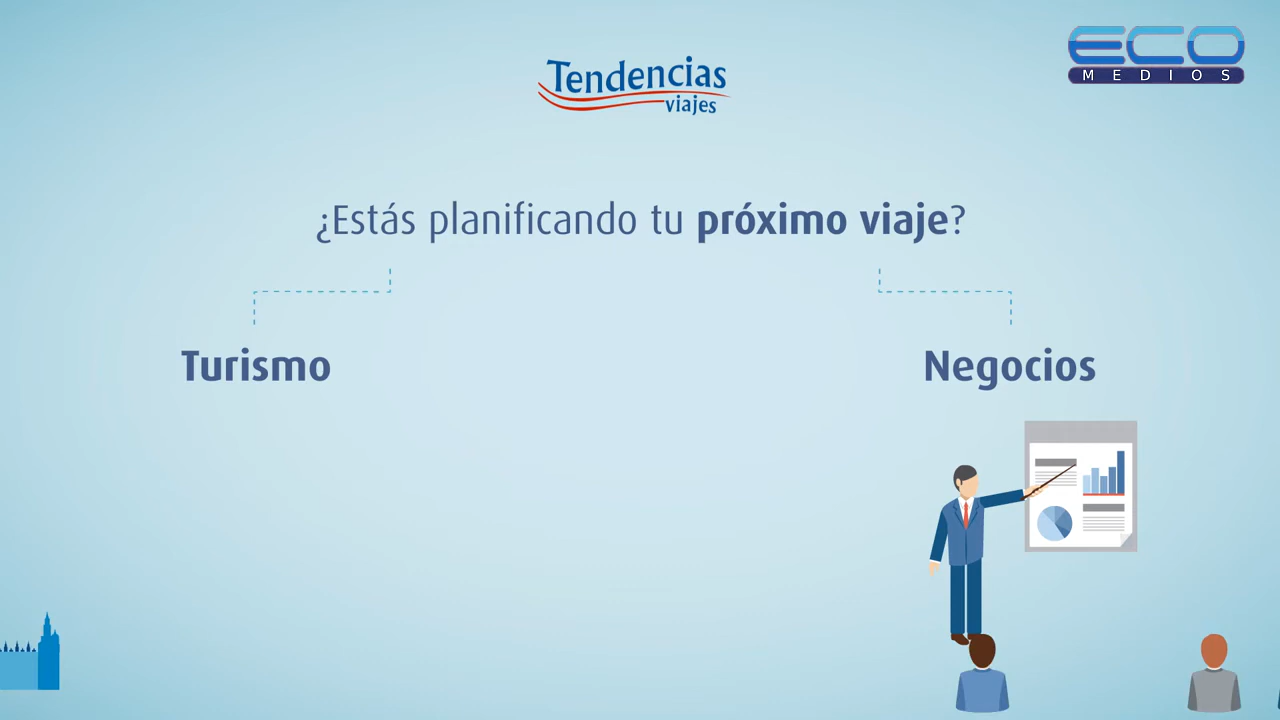 ECO
MEDIOS
Tendencias
viajes
¿Estás planificando tu próximo viaje?
Turismo
Negocios